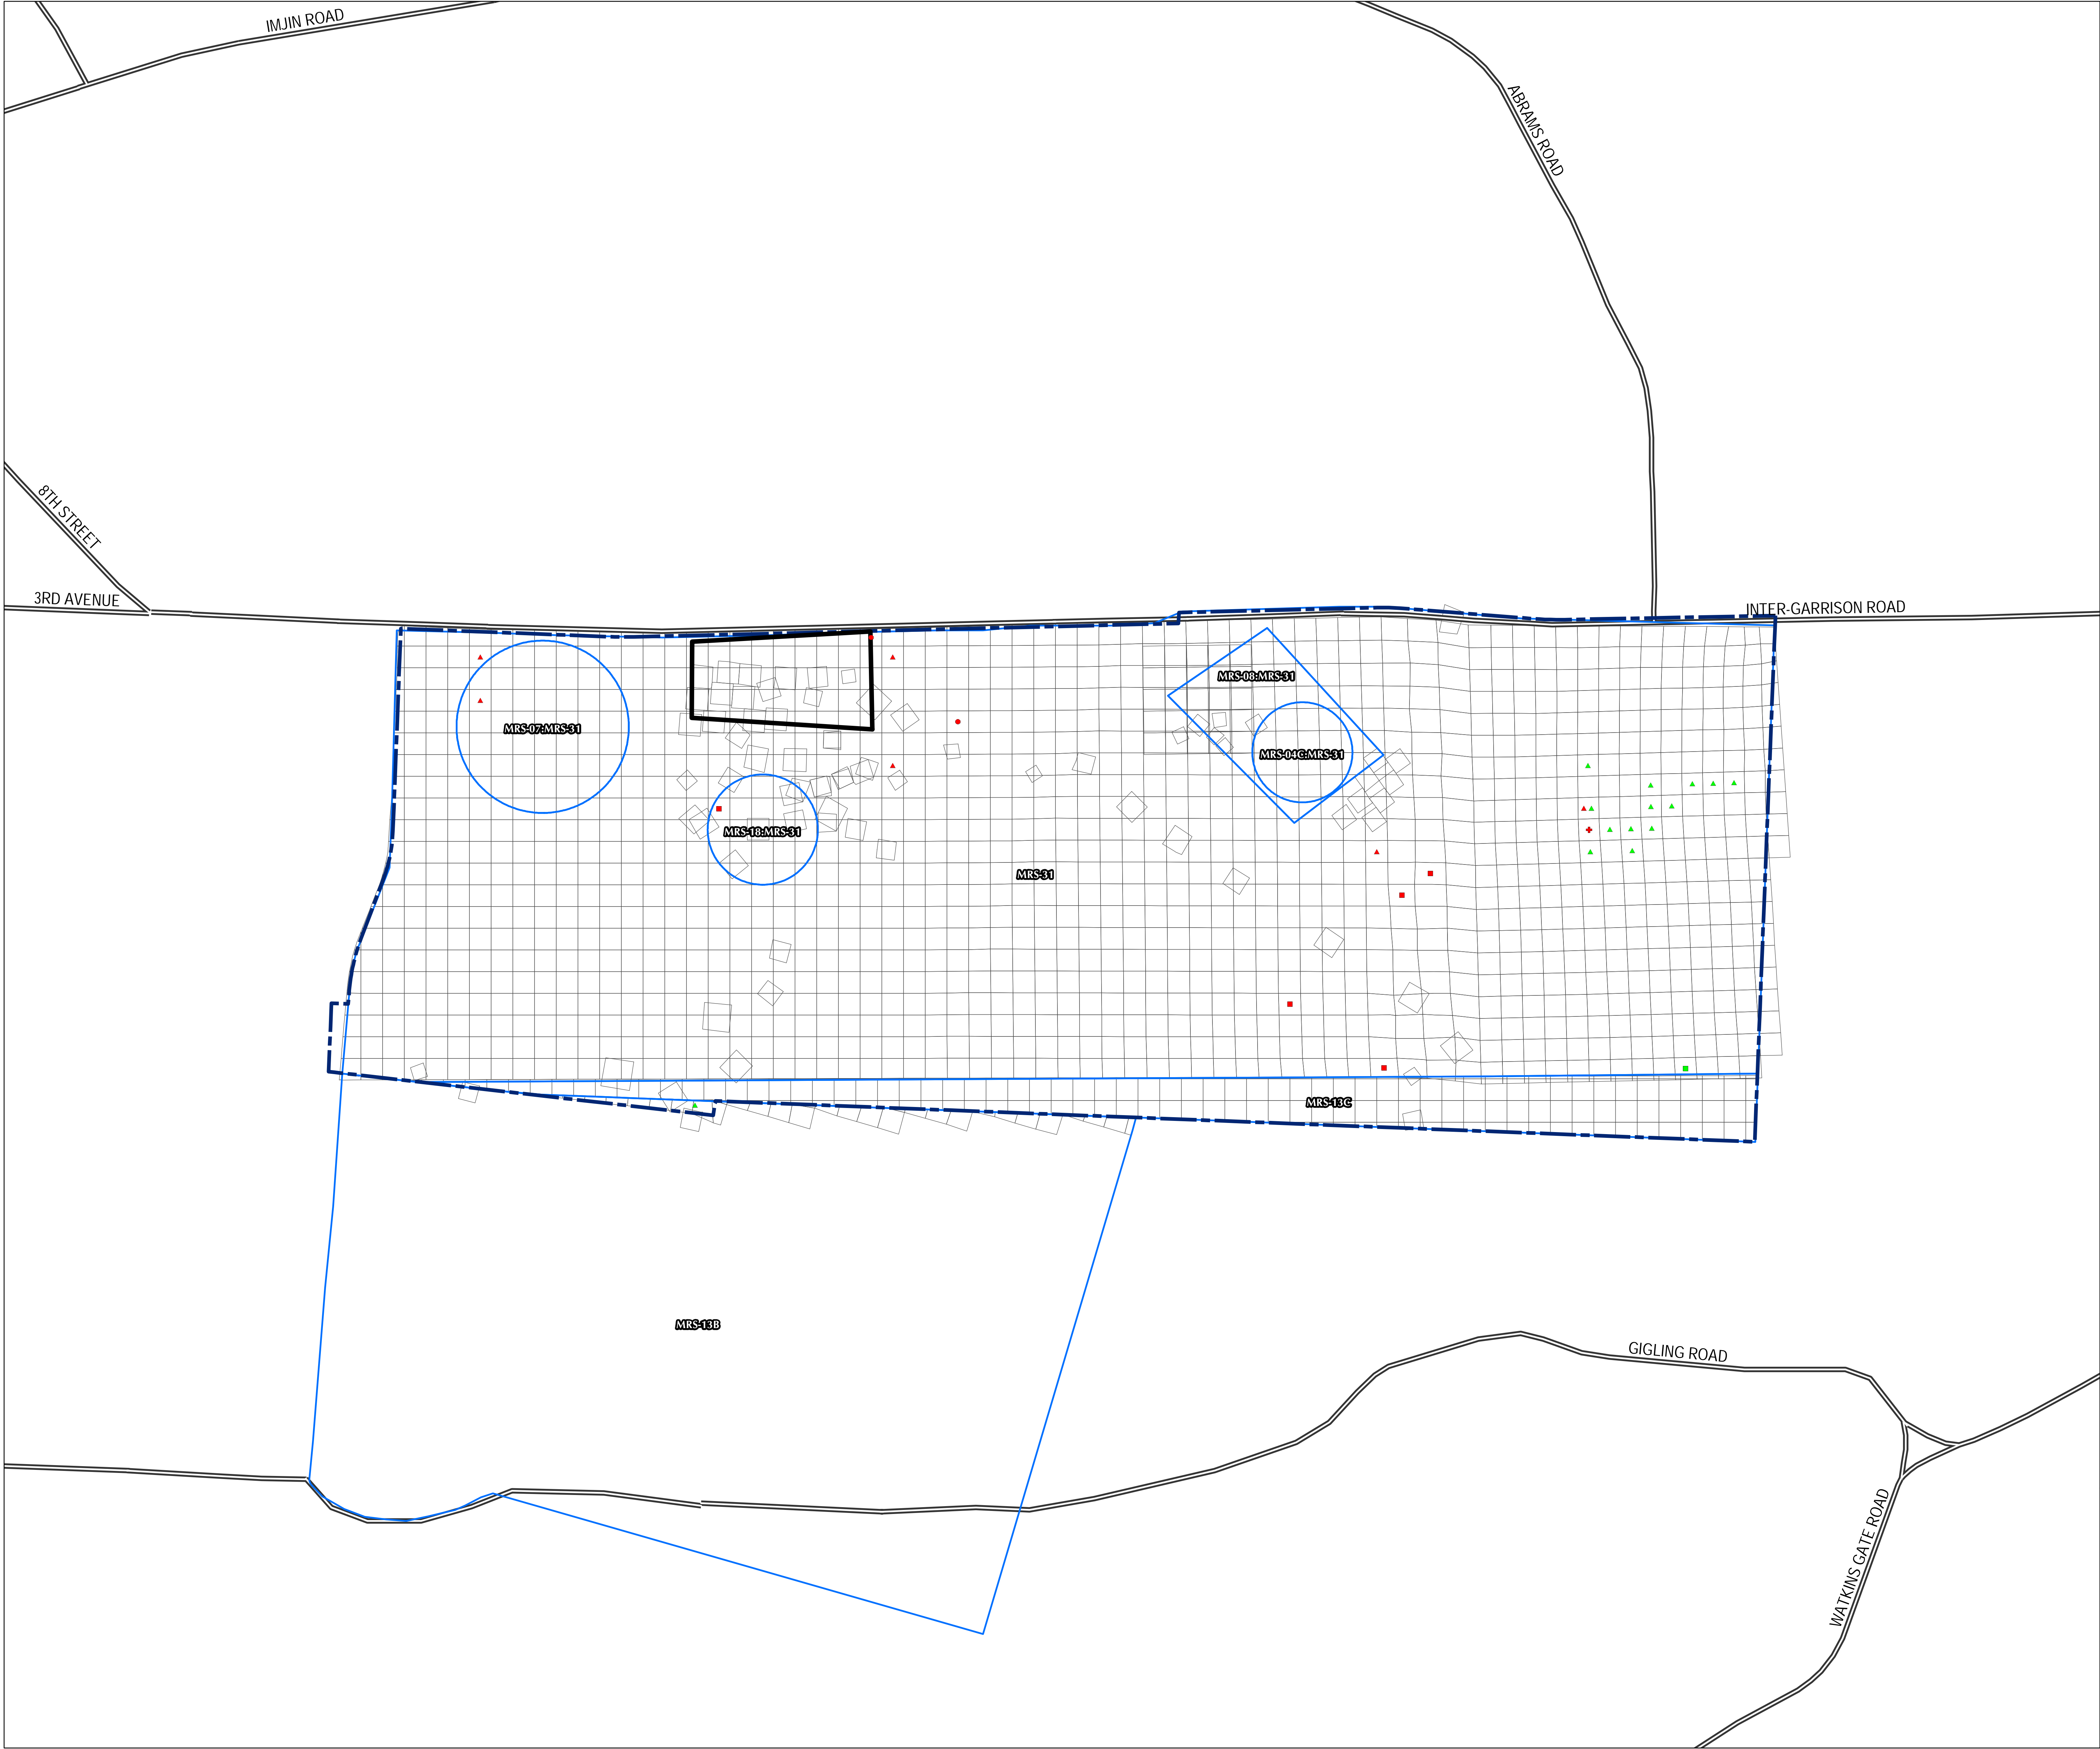 IMJIN ROAD
ABRAMS ROAD
8TH STREET
3RD AVENUE
INTER-GARRISON ROAD
MRS-08:MRS-31
MRS-07:MRS-31
MRS-04C:MRS-31
MRS-18:MRS-31
MRS-31
MRS-13C
MRS-13B
GIGLING ROAD
WATKINS GATE ROAD